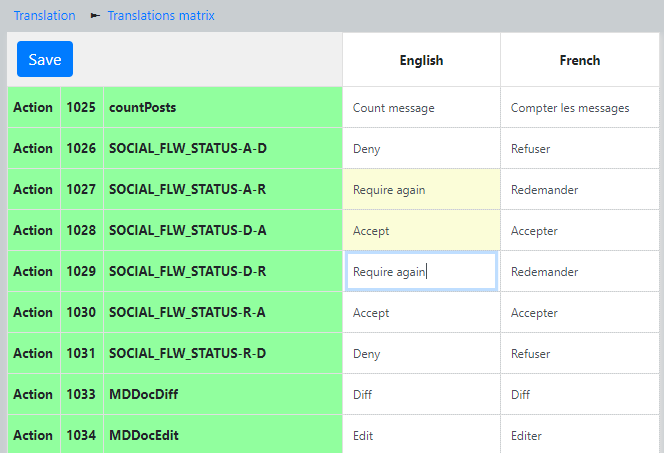 Translation ► Translations matrix
Save English French
Action 1025 countPosts Count message Compter les messages
Action 1026 SOCIAL_FLW_STATUS-A-D Deny Refuser
Action 1027 SOCIAL_FLW_STATUS-A-R Require again Redemander
Action 1028 SOCIAL_FLW_STATUS-D-A Accept Accepter
Action 1029 SOCIAL_FLW_STATUS-D-R Require again Redemander
Action 1030 SOCIAL_FLW_STATUS-R-A Accept Accepter
Action 1031 SOCIAL_FLW_STATUS-R-D Deny Refuser
Action 1033 MDDocDiff Diff Diff
Action 1034 MDDocEdit Edit Editer